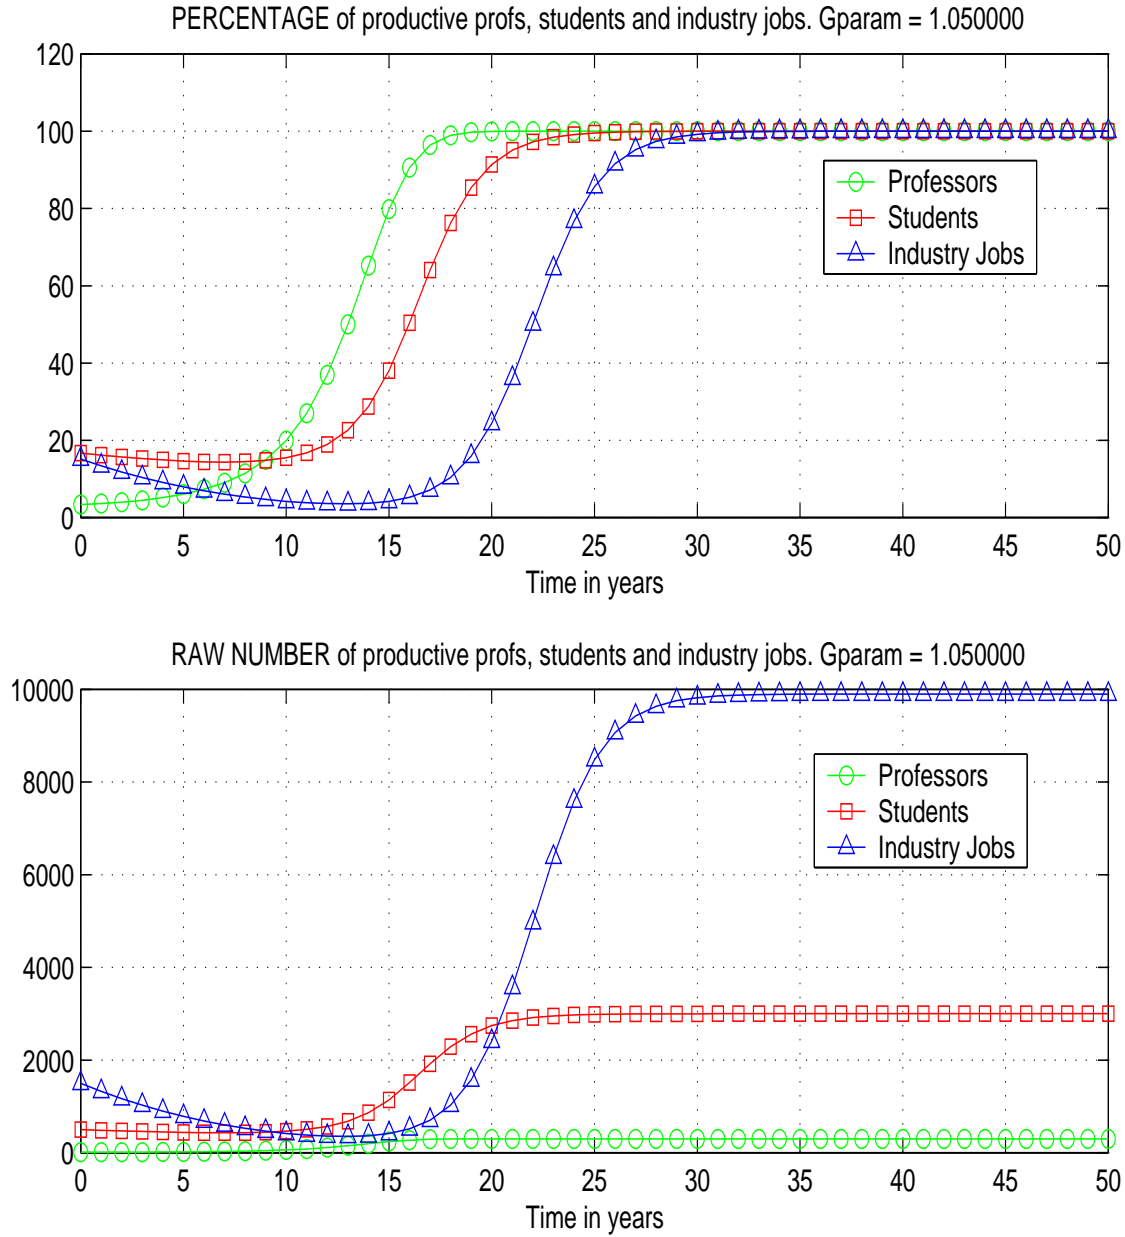 PERCENTAGE of productive profs, students and industry jobs. Gparam = 1.050000
120
100
80
60
40
20
0
Professors
Students
Industry Jobs
0 5 10 15 20 25 30 35 40 45 50
Time in years
RAW NUMBER of productive profs, students and industry jobs. Gparam = 1.050000
10000
8000
6000
4000
2000
0
Professors
Students
Industry Jobs
0 5 10 15 20 25 30 35 40 45 50
Time in years